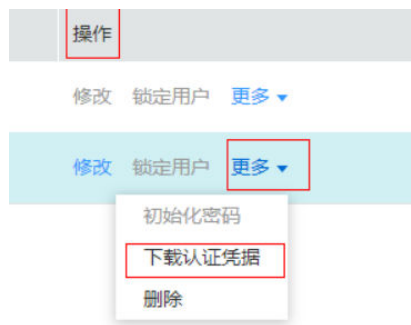 操作
修改 锁定用户 更多
修改 锁定用户 更多
初始化密码
下载认证凭据
删除